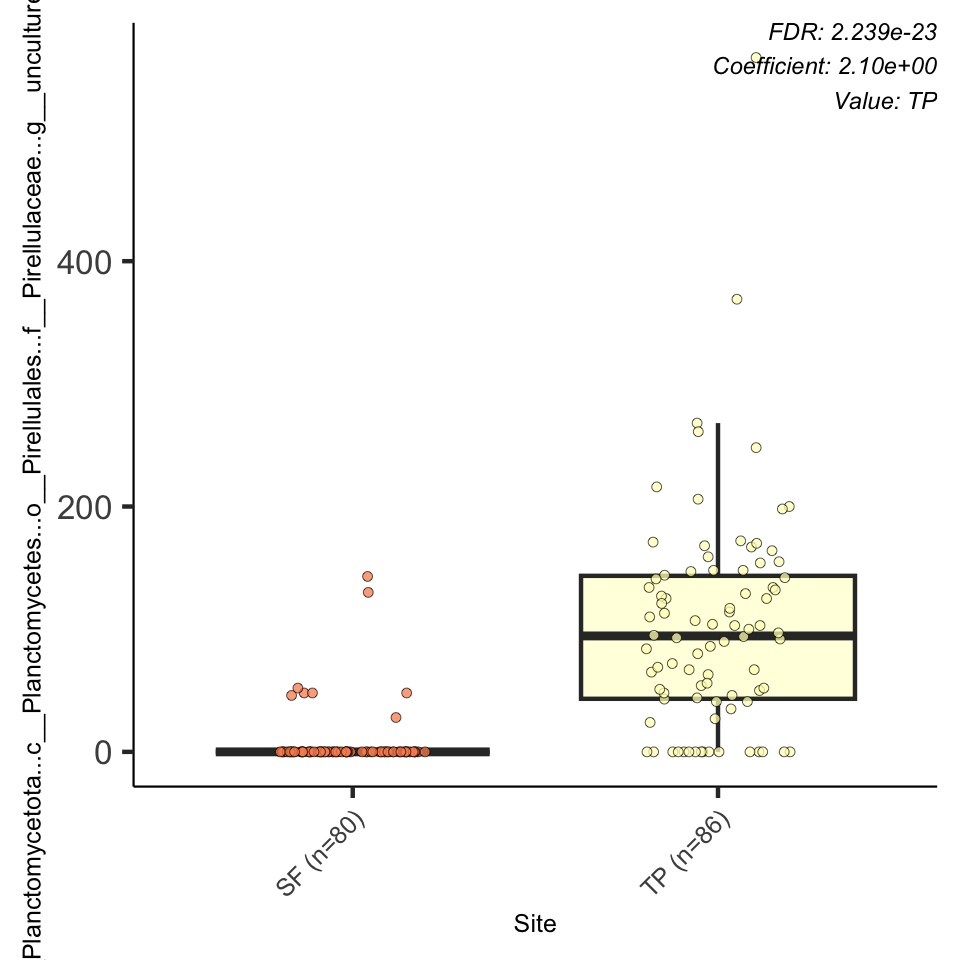 FDR: 2.239e-23
Coefficient: 2.10e+00
Value: TP
Planctomycetota...c__Planctomycetes...o__Pirellulales...f__Pirellulaceae...g__unculture
400
200
0
SF (n=80)
TP (n=86)
Site